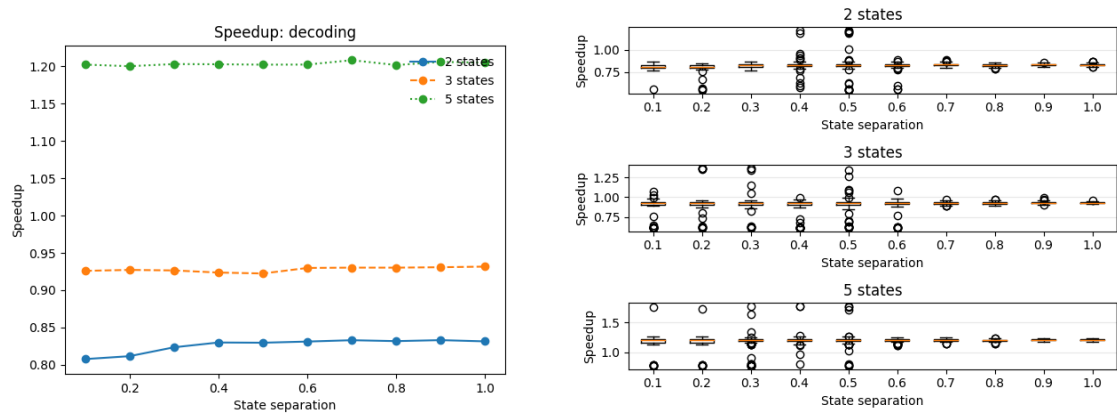 Speedup: decoding
2 states
3 states
5 states
Speedup
1.20
1.15
1.10
1.05
1.00
0.95
0.90
0.85
0.80
0.2 0.4 0.6 0.8 1.0
State separation
2 states
Speedup
1.00
0.75
0.1 0.2 0.3 0.4 0.5 0.6 0.7 0.8 0.9 1.0
State separation
3 states
Speedup
1.25
1.00
0.75
0.1 0.2 0.3 0.4 0.5 0.6 0.7 0.8 0.9 1.0
State separation
5 states
Speedup
1.5
1.0
0.1 0.2 0.3 0.4 0.5 0.6 0.7 0.8 0.9 1.0
State separation